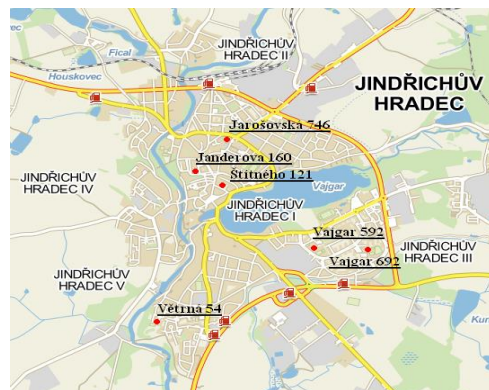 Fical
JINDŘICHŮV
HRADEC II
Houskovec
JINDŘICHŮV
HRADEC
Jarošovská 746
Janderova 160
Štítného 121
JINDŘICHŮV
HRADEC IV
Vajgar
JINDŘICHŮV
HRADEC I
Vajgar 592
JINDŘICHŮV
HRADEC III
Vajgar 692
JINDŘICHŮV
HRADEC V
Větrná 54